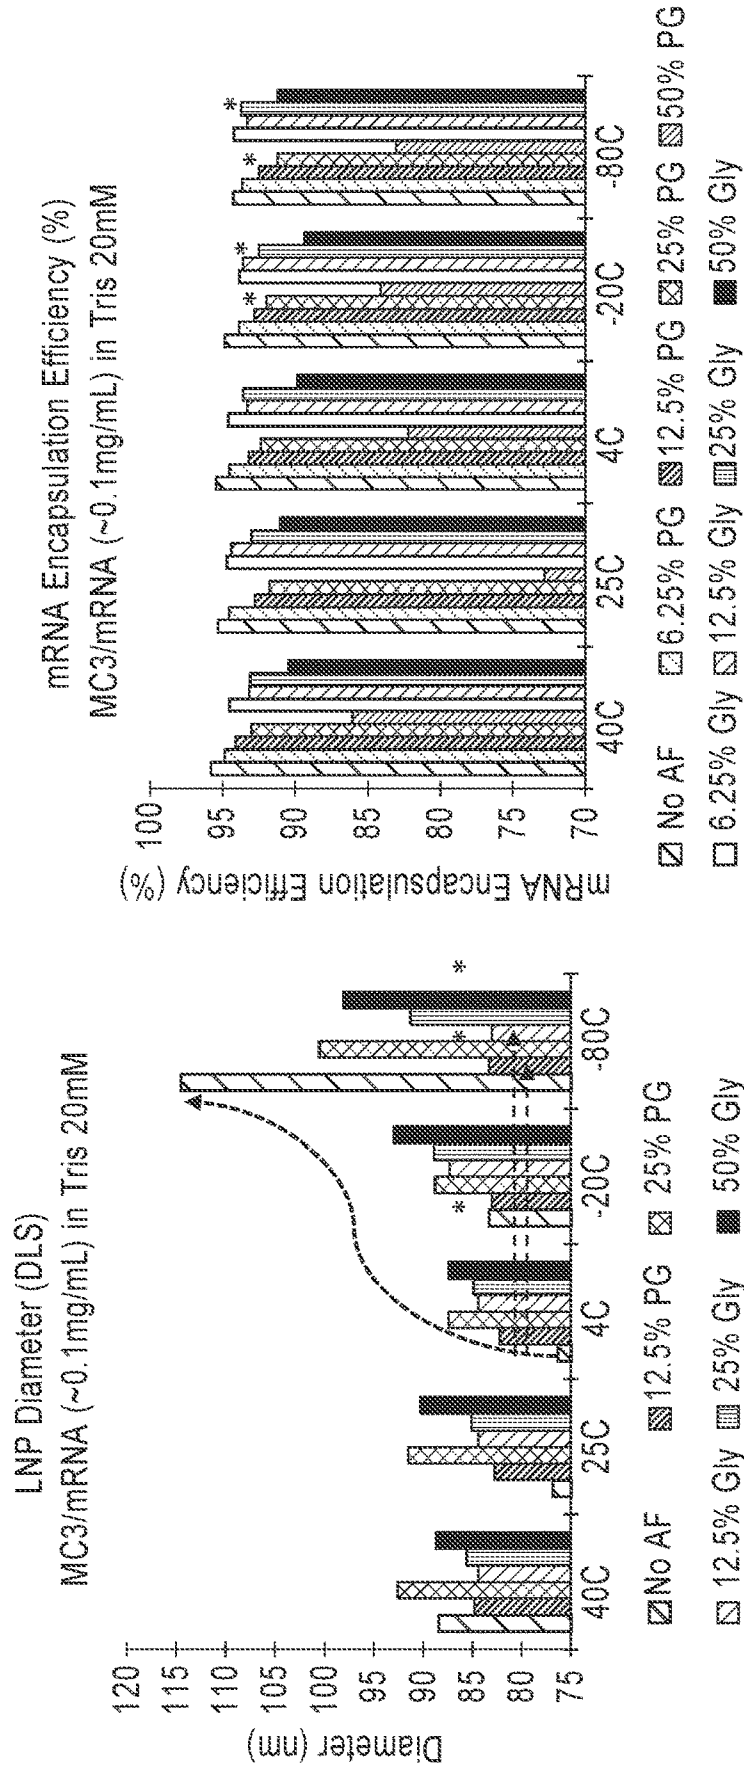 LNP Diameter (DLS)
MC3/mRNA (~0.1mg/mL) in Tris 20mM
Diameter (nm)
120
115
110
105
100
95
90
85
80
75
40C 25C 4C -20C -80C
* * *
No AF 12.5% PG 25% PG
12.5% Gly 25% Gly 50% Gly
mRNA Encapsulation Efficiency (%)
MC3/mRNA (~0.1mg/mL) in Tris 20mM
mRNA Encapsulation Efficiency (%)
100
95
90
85
80
75
70
40C 25C 4C -20C -80C
* * * *
No AF 6.25% PG 12.5% PG 25% PG 50% PG
6.25% Gly 12.5% Gly 25% Gly 50% Gly